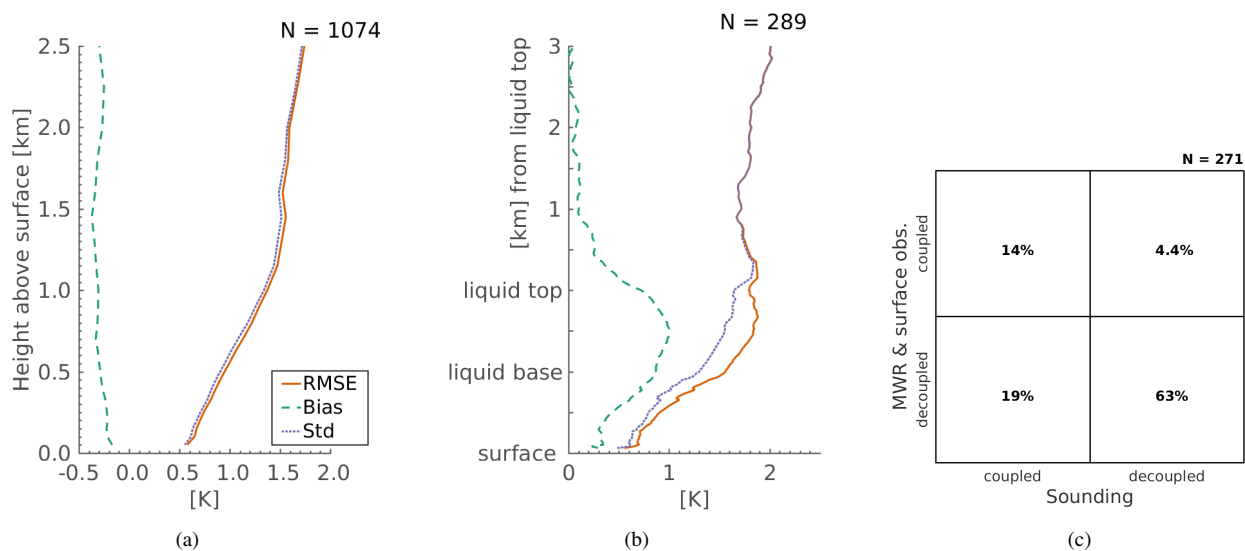 N = 1074
2.5
2.0
1.5
1.0
0.5
0.0
Height above surface [km]
-0.5
0.0
0.5
1.0
1.5
2.0
[K]
RMSE
Bias
Std
(a)
N = 289
3
2
1
liquid top
liquid base
surface
[km] from liquid top
0
1
2
[K]
(b)
N = 271
MWR & surface obs.
coupled
decoupled
14%
4.4%
19%
63%
coupled
decoupled
Sounding
(c)